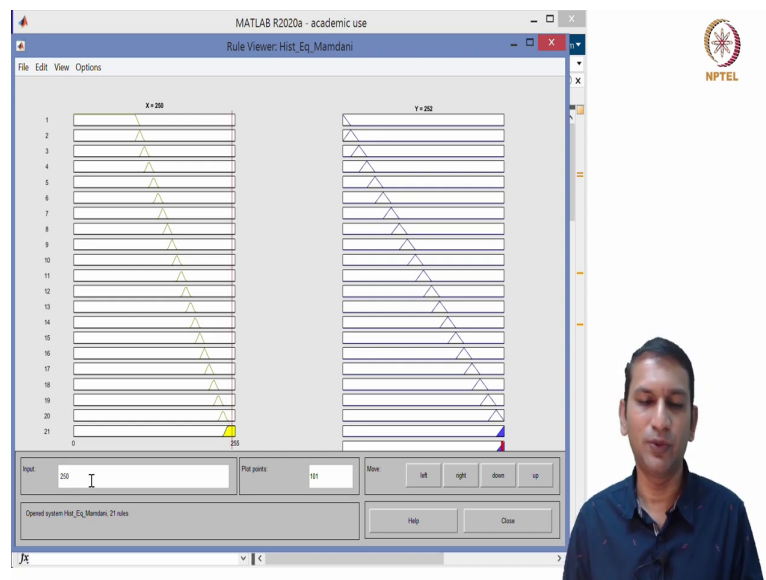 MATLAB R2020a - academic use
Rule Viewer: Hist_Eq_Mamdani
File Edit View Options
X = 250
Y = 252
1
2
3
4
5
6
7
8
9
10
11
12
13
14
15
16
17
18
19
20
21
0
255
Input:
250
Plot points:
101
Move:
left
right
down
up
Opened system Hist_Eq_Mamdani, 21 rules
Help
Close
fx
NPTEL